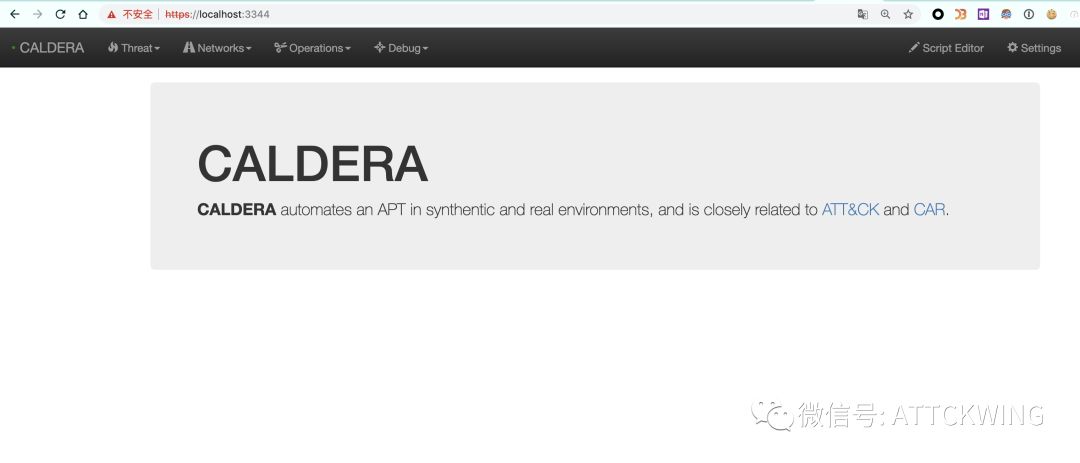 不安全 | https://localhost:3344
CALDERA Threat Networks Operations Debug Script Editor Settings
CALDERA
CALDERA automates an APT in synthentic and real environments, and is closely related to ATT&CK and CAR.
微信号: ATTCKWING